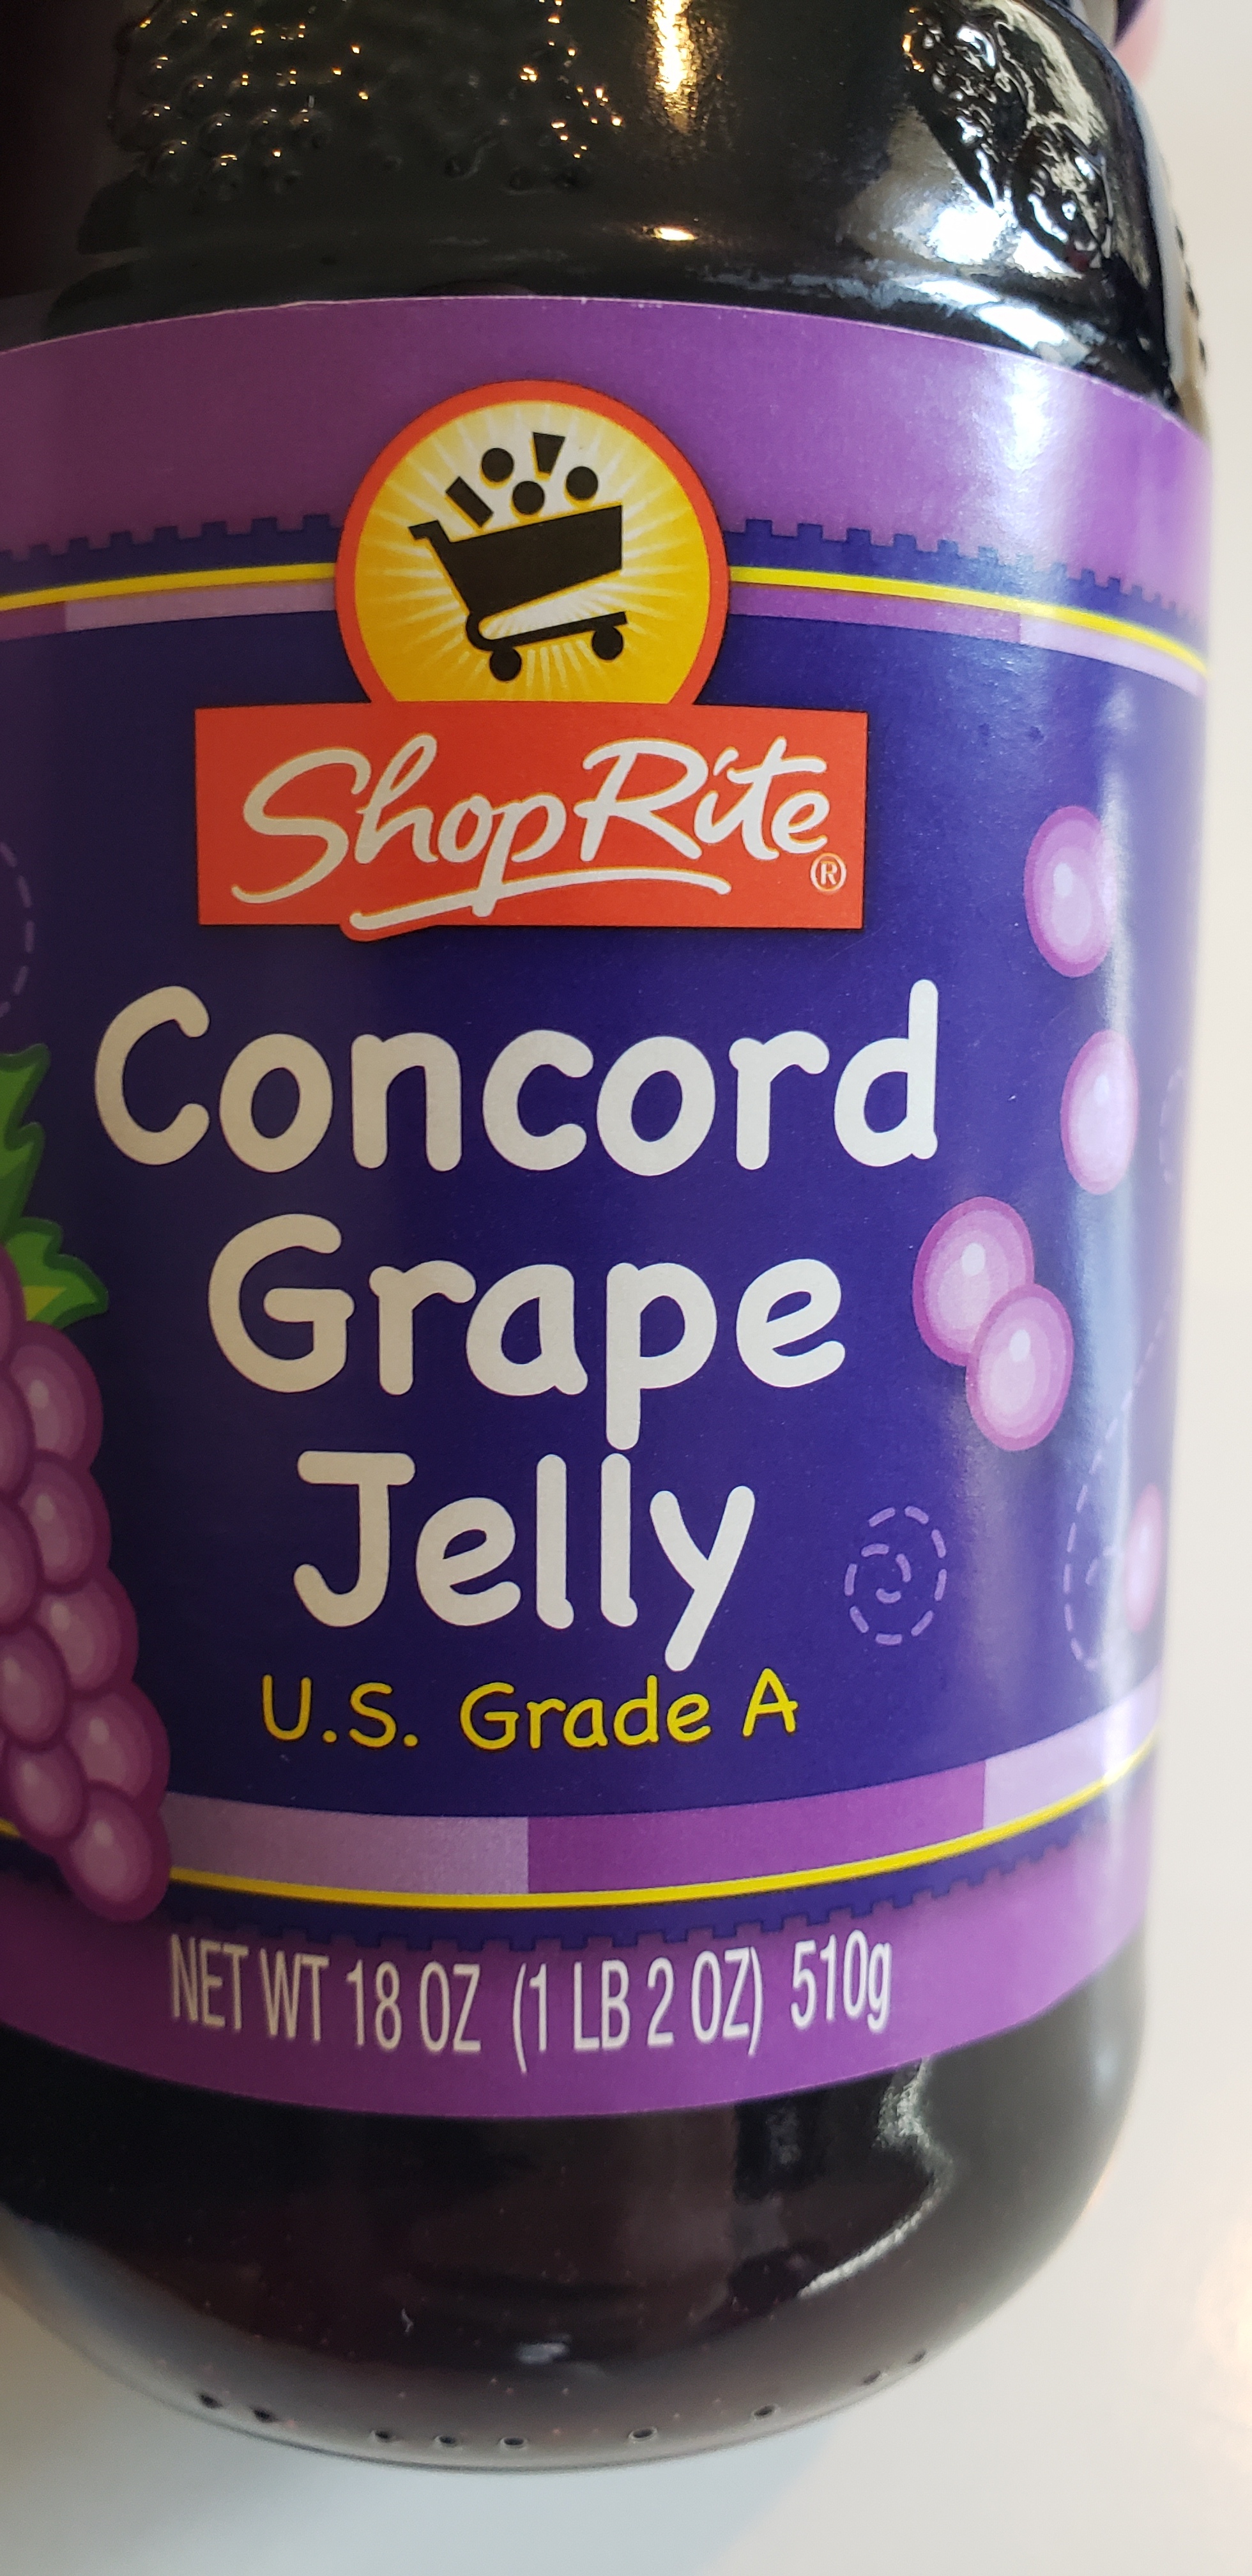 ShopRite®
Concord
Grape
Jelly
U.S. Grade A
NET WT 18 OZ (1 LB 2 OZ) 510g